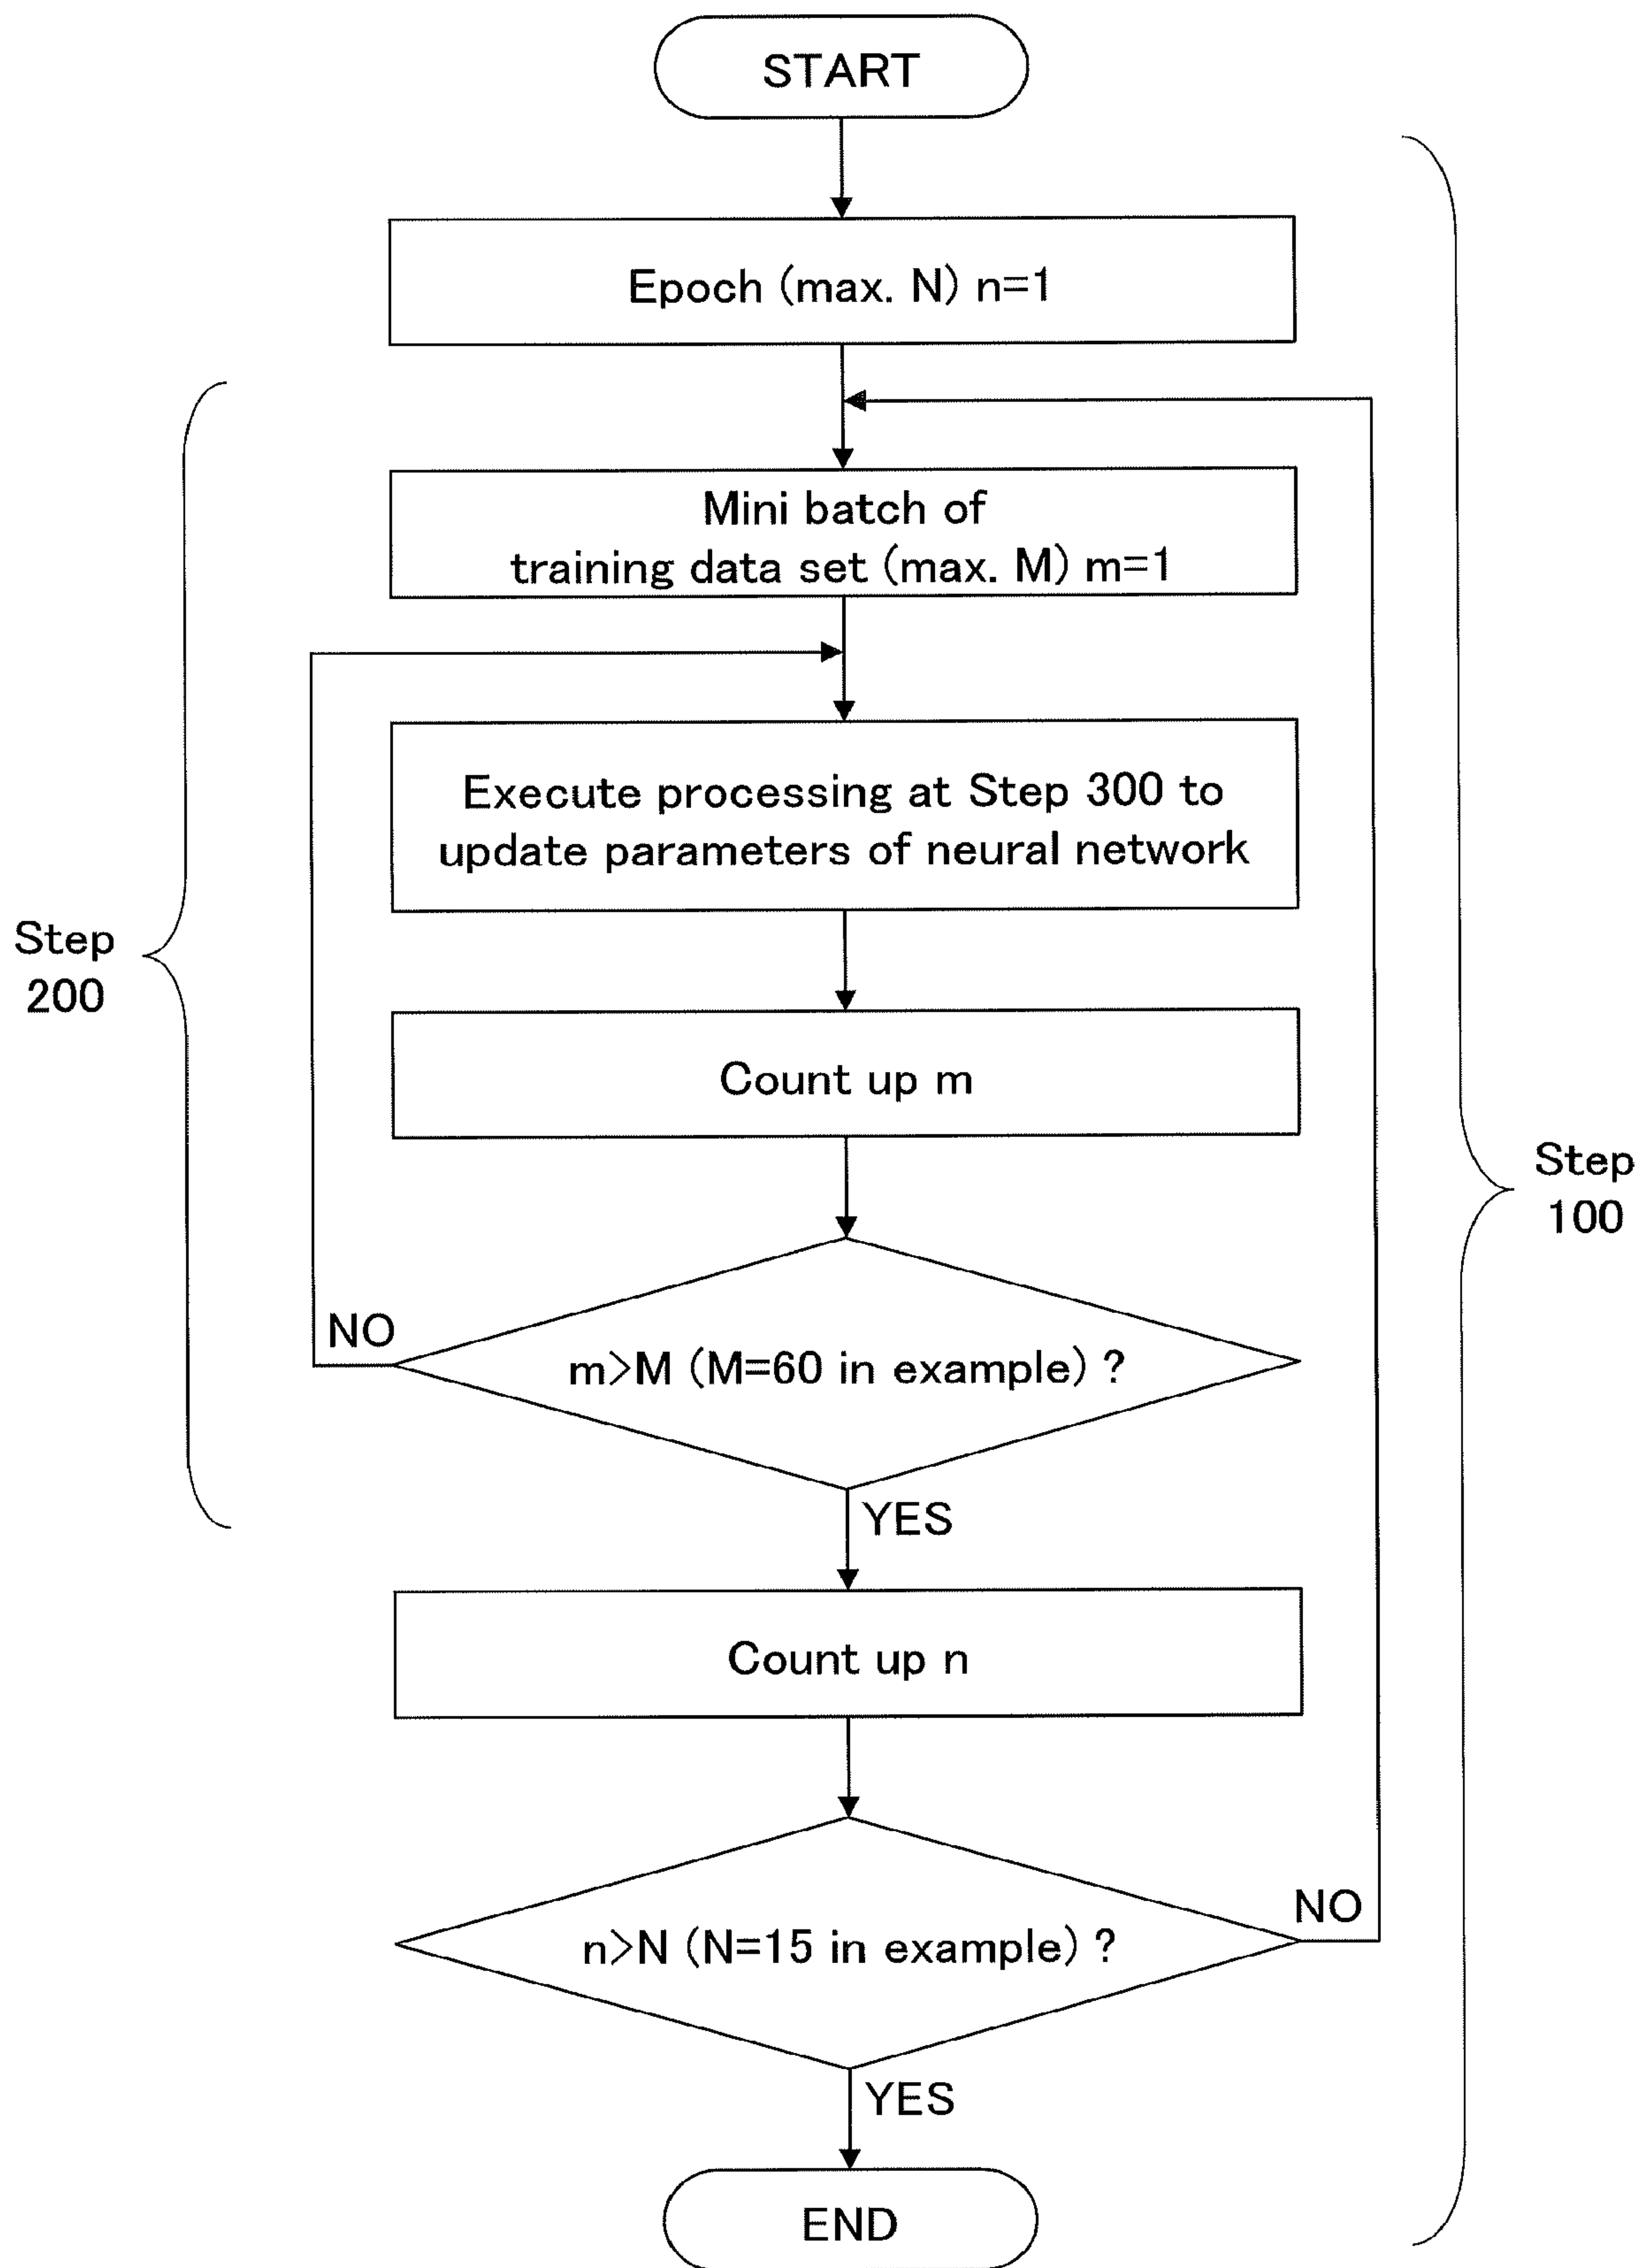 START
Epoch (max. N) n=1
Mini batch of
training data set (max. M) m=1
Execute processing at Step 300 to
update parameters of neural network
Step
200
Count up m
Step
100
NO
m>M (M=60 in example) ?
YES
Count up n
NO
n>N (N=15 in example) ?
YES
END